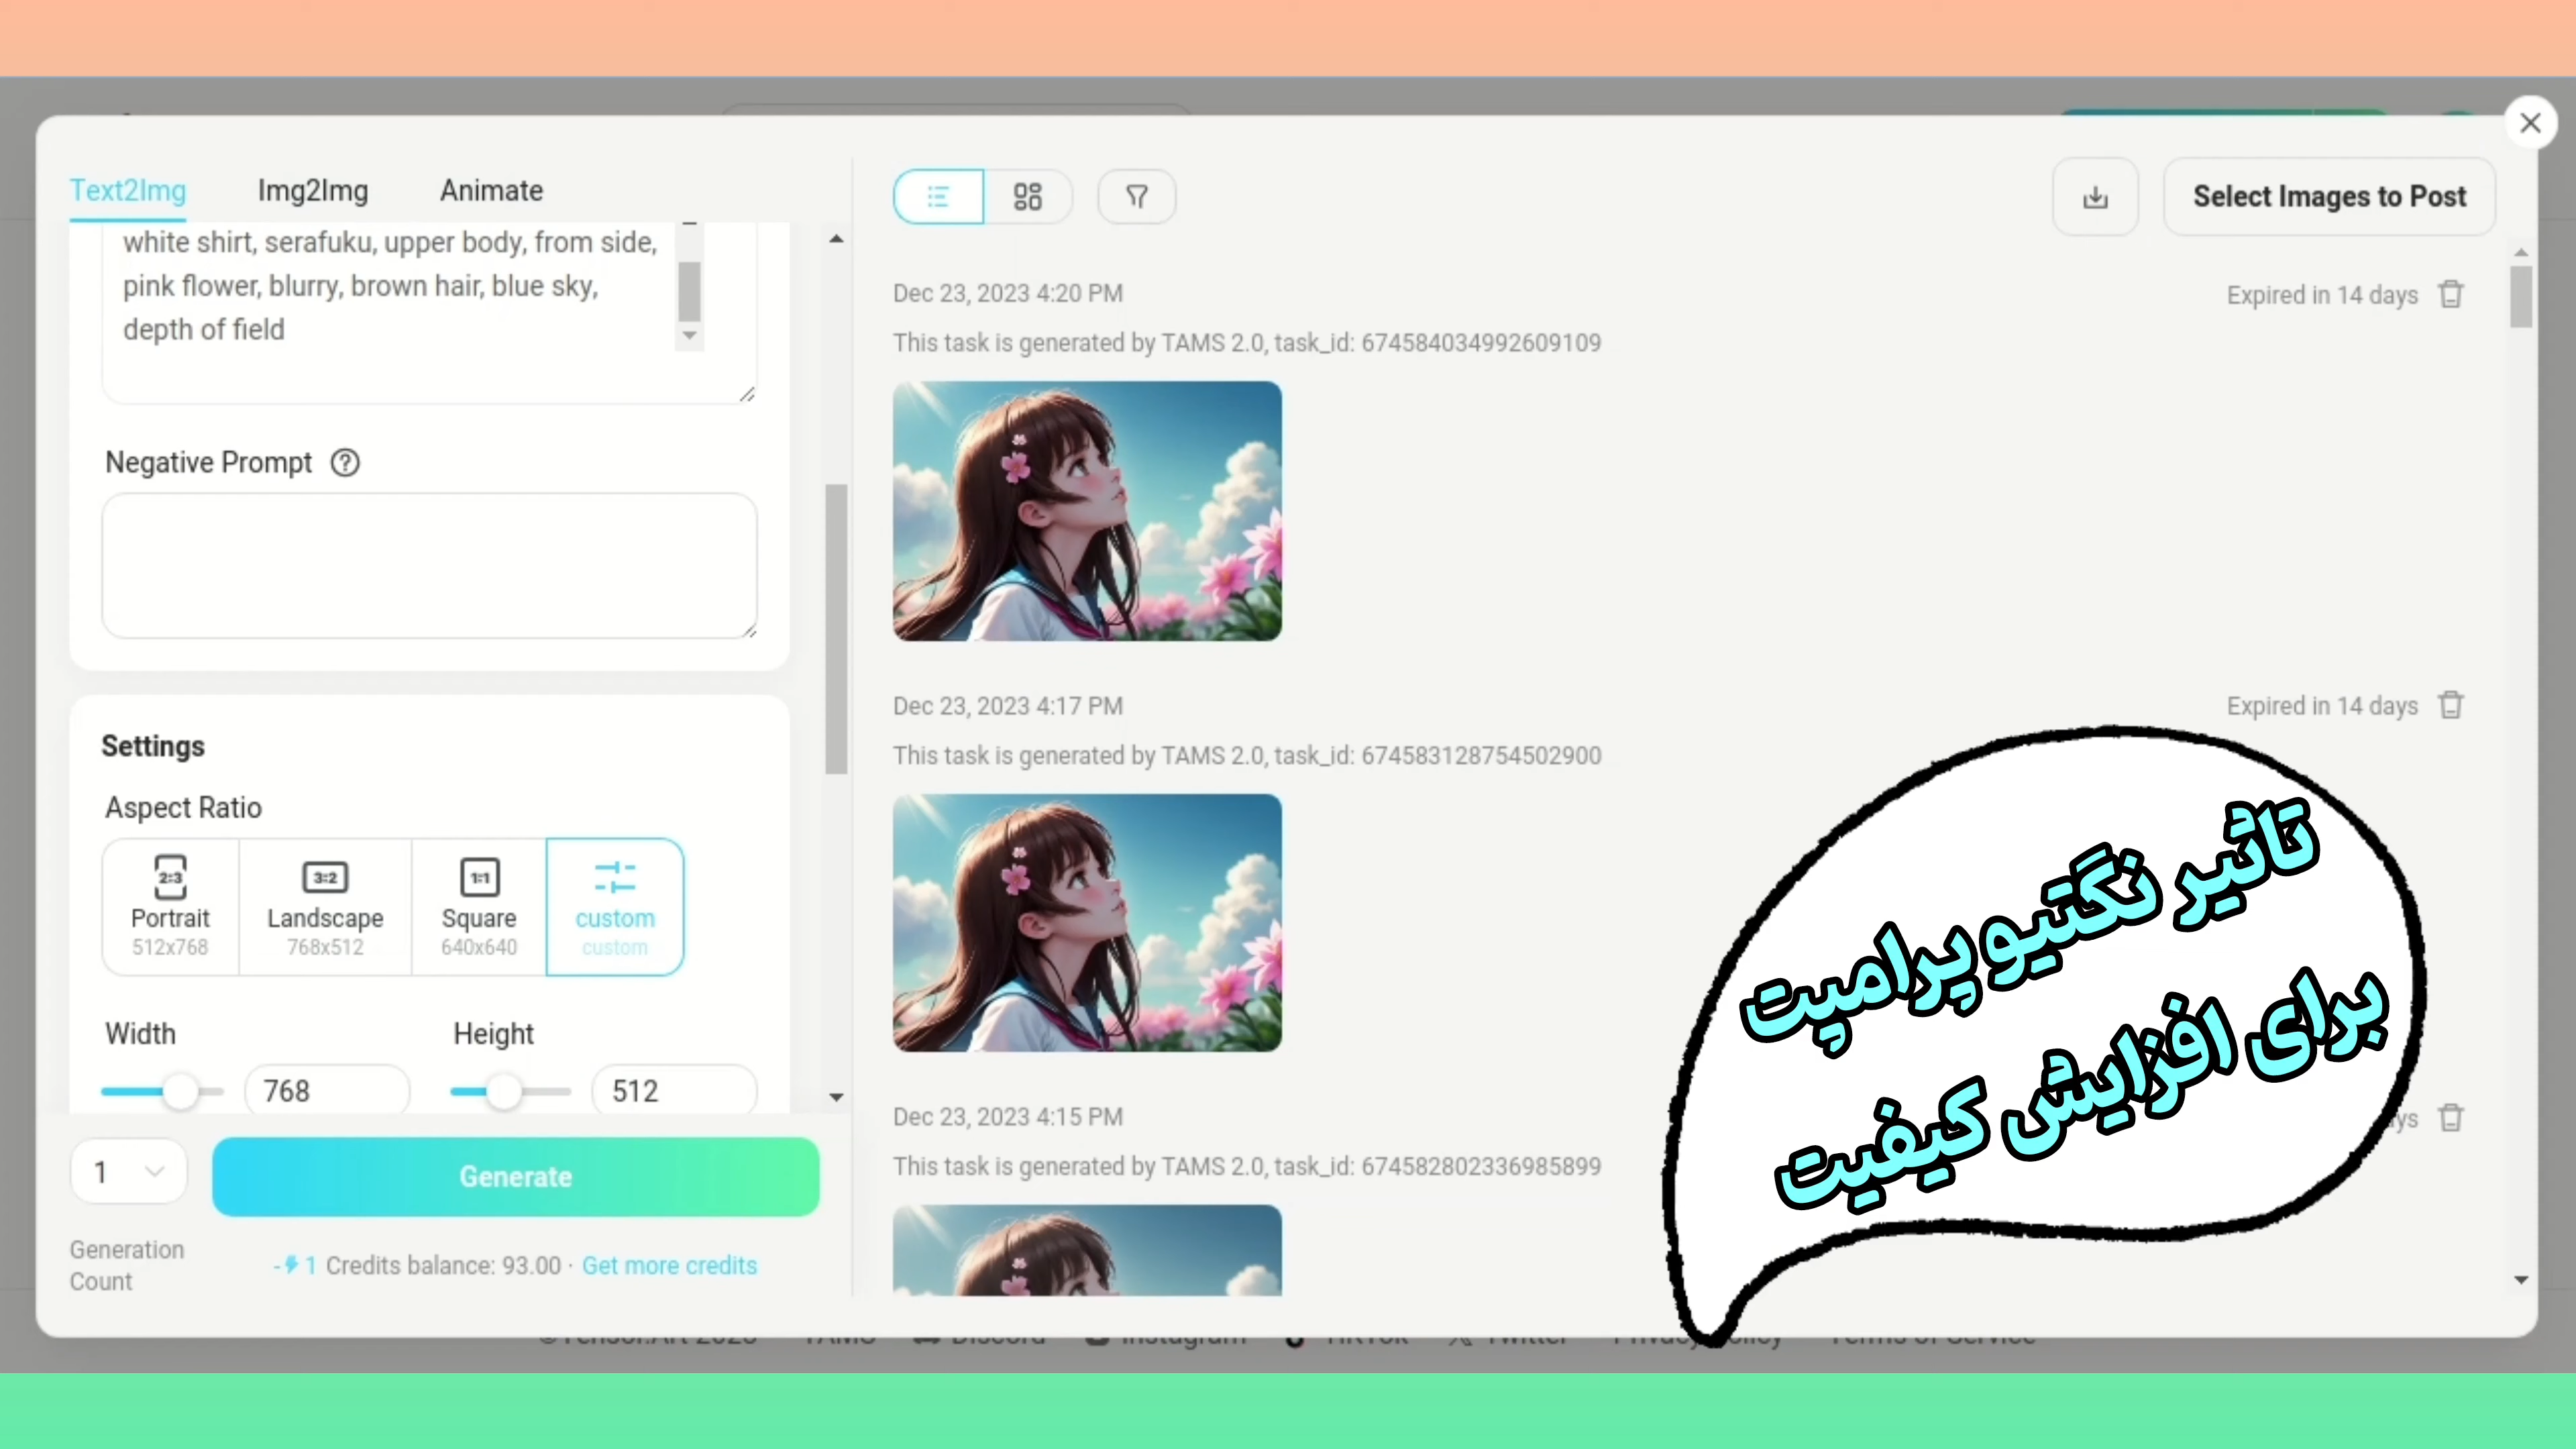 Text2Img Img2Img Animate
white shirt, serafuku, upper body, from side,
pink flower, blurry, brown hair, blue sky,
depth of field
Negative Prompt ?
Settings
Aspect Ratio
2:3 3:2 1:1
Portrait Landscape Square custom
512x768 768x512 640x640 custom
Width Height
768 512
1 Generate
Generation
Count
-1 Credits balance: 93.00 · Get more credits
Select Images to Post
Dec 23, 2023 4:20 PM Expired in 14 days
This task is generated by TAMS 2.0, task_id: 674584034992609109
Dec 23, 2023 4:17 PM Expired in 14 days
This task is generated by TAMS 2.0, task_id: 674583128754502900
Dec 23, 2023 4:15 PM
This task is generated by TAMS 2.0, task_id: 674582802336985899
تاثیر نگتیو پرامپت
برای افزایش کیفیت